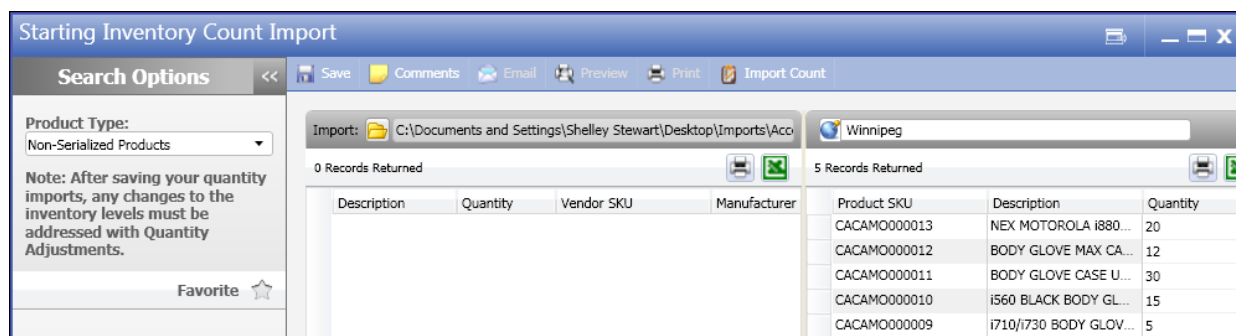 Starting Inventory Count Import
X
Search Options <<
Save Comments Email Preview Print Import Count
Product Type:
Non-Serialized Products
Note: After saving your quantity
imports, any changes to the
inventory levels must be
addressed with Quantity
Adjustments.
Favorite
Import: C:\Documents and Settings\Shelley Stewart\Desktop\Imports\Acc
0 Records Returned
Description Quantity Vendor SKU Manufacturer
Winnipeg
5 Records Returned
Product SKU Description Quantity
CACAMO000013 NEX MOTOROLA i880... 20
CACAMO000012 BODY GLOVE MAX CA... 12
CACAMO000011 BODY GLOVE CASE U... 30
CACAMO000010 i560 BLACK BODY GL... 15
CACAMO000009 i710/i730 BODY GLOV... 5